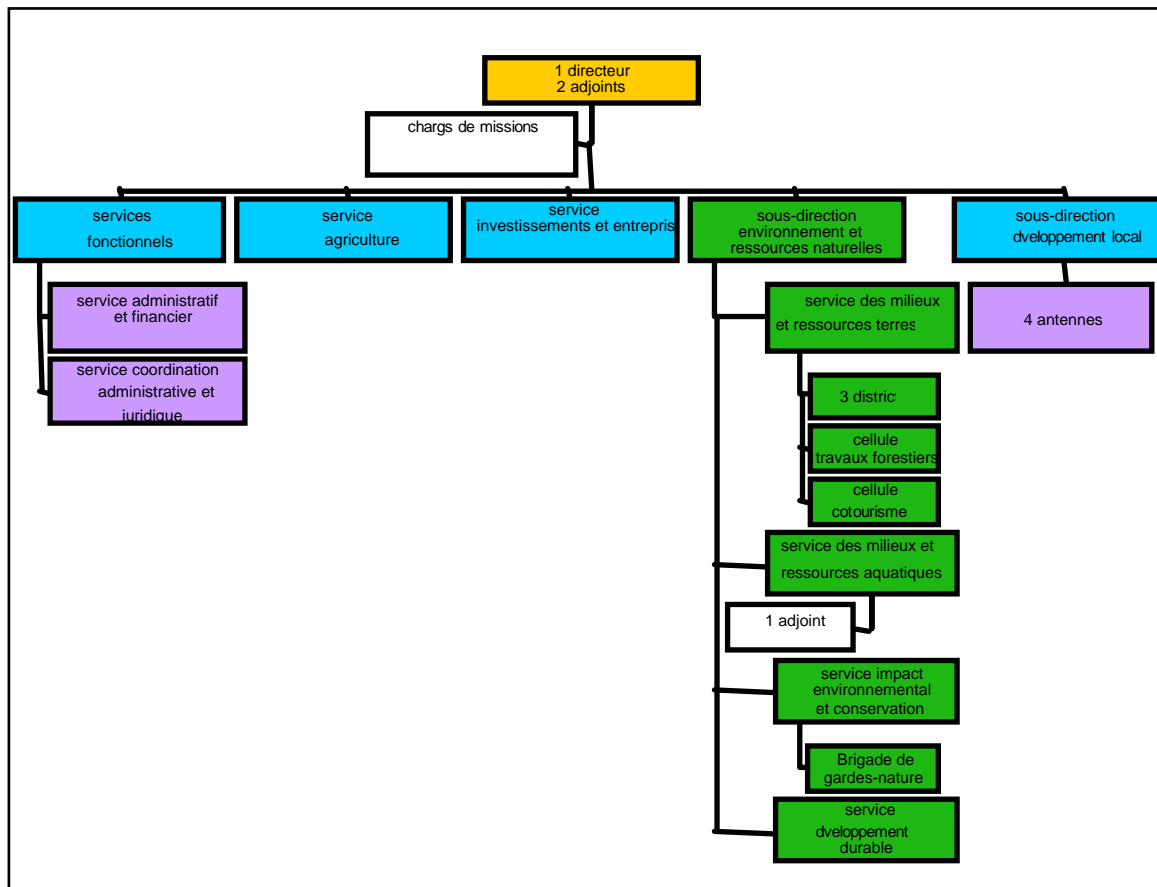 1 directeur
2 adjoints
chargs de missions
services
fonctionnels
service
agriculture
service
investissements et entrepris
sous-direction
environnement et
ressources naturelles
sous-direction
dveloppement local
service administratif
et financier
service coordination
administrative et
juridique
service des milieux
et ressources terres
3 district
cellule
travaux forestiers
cellule
cotourisme
service des milieux et
ressources aquatiques
1 adjoint
service impact
environnemental
et conservation
Brigade de
gardes-nature
service
dveloppement
durable
4 antennes